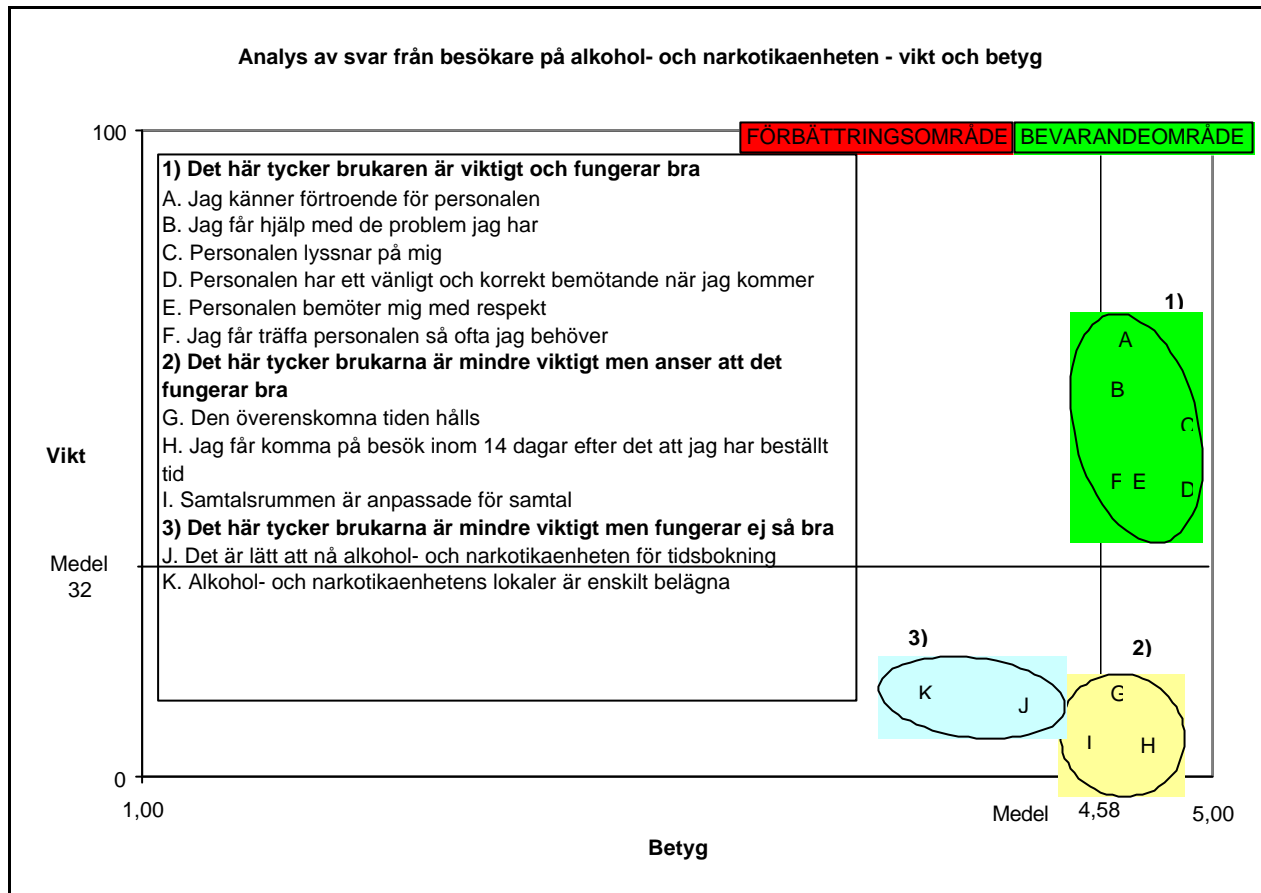 Analys av svar från besökare på alkohol- och narkotikaenheten - vikt och betyg
100
FÖRBÄTTRINGSOMRÅDE
BEVARANDEOMRÅDE
1) Det här tycker brukaren är viktigt och fungerar bra
A. Jag känner förtroende för personalen
B. Jag får hjälp med de problem jag har
C. Personalen lyssnar på mig
D. Personalen har ett vänligt och korrekt bemötande när jag kommer
E. Personalen bemöter mig med respekt
F. Jag får träffa personalen så ofta jag behöver
2) Det här tycker brukarna är mindre viktigt men anser att det
fungerar bra
G. Den överenskomna tiden hålls
H. Jag får komma på besök inom 14 dagar efter det att jag har beställt
tid
I. Samtalsrummen är anpassade för samtal
3) Det här tycker brukarna är mindre viktigt men fungerar ej så bra
J. Det är lätt att nå alkohol- och narkotikaenheten för tidsbokning
K. Alkohol- och narkotikaenhetens lokaler är enskilt belägna
1)
A
B
C
F E D
Vikt
Medel
32
3)
2)
K
J
G
I H
0
1,00
Medel 4,58
5,00
Betyg